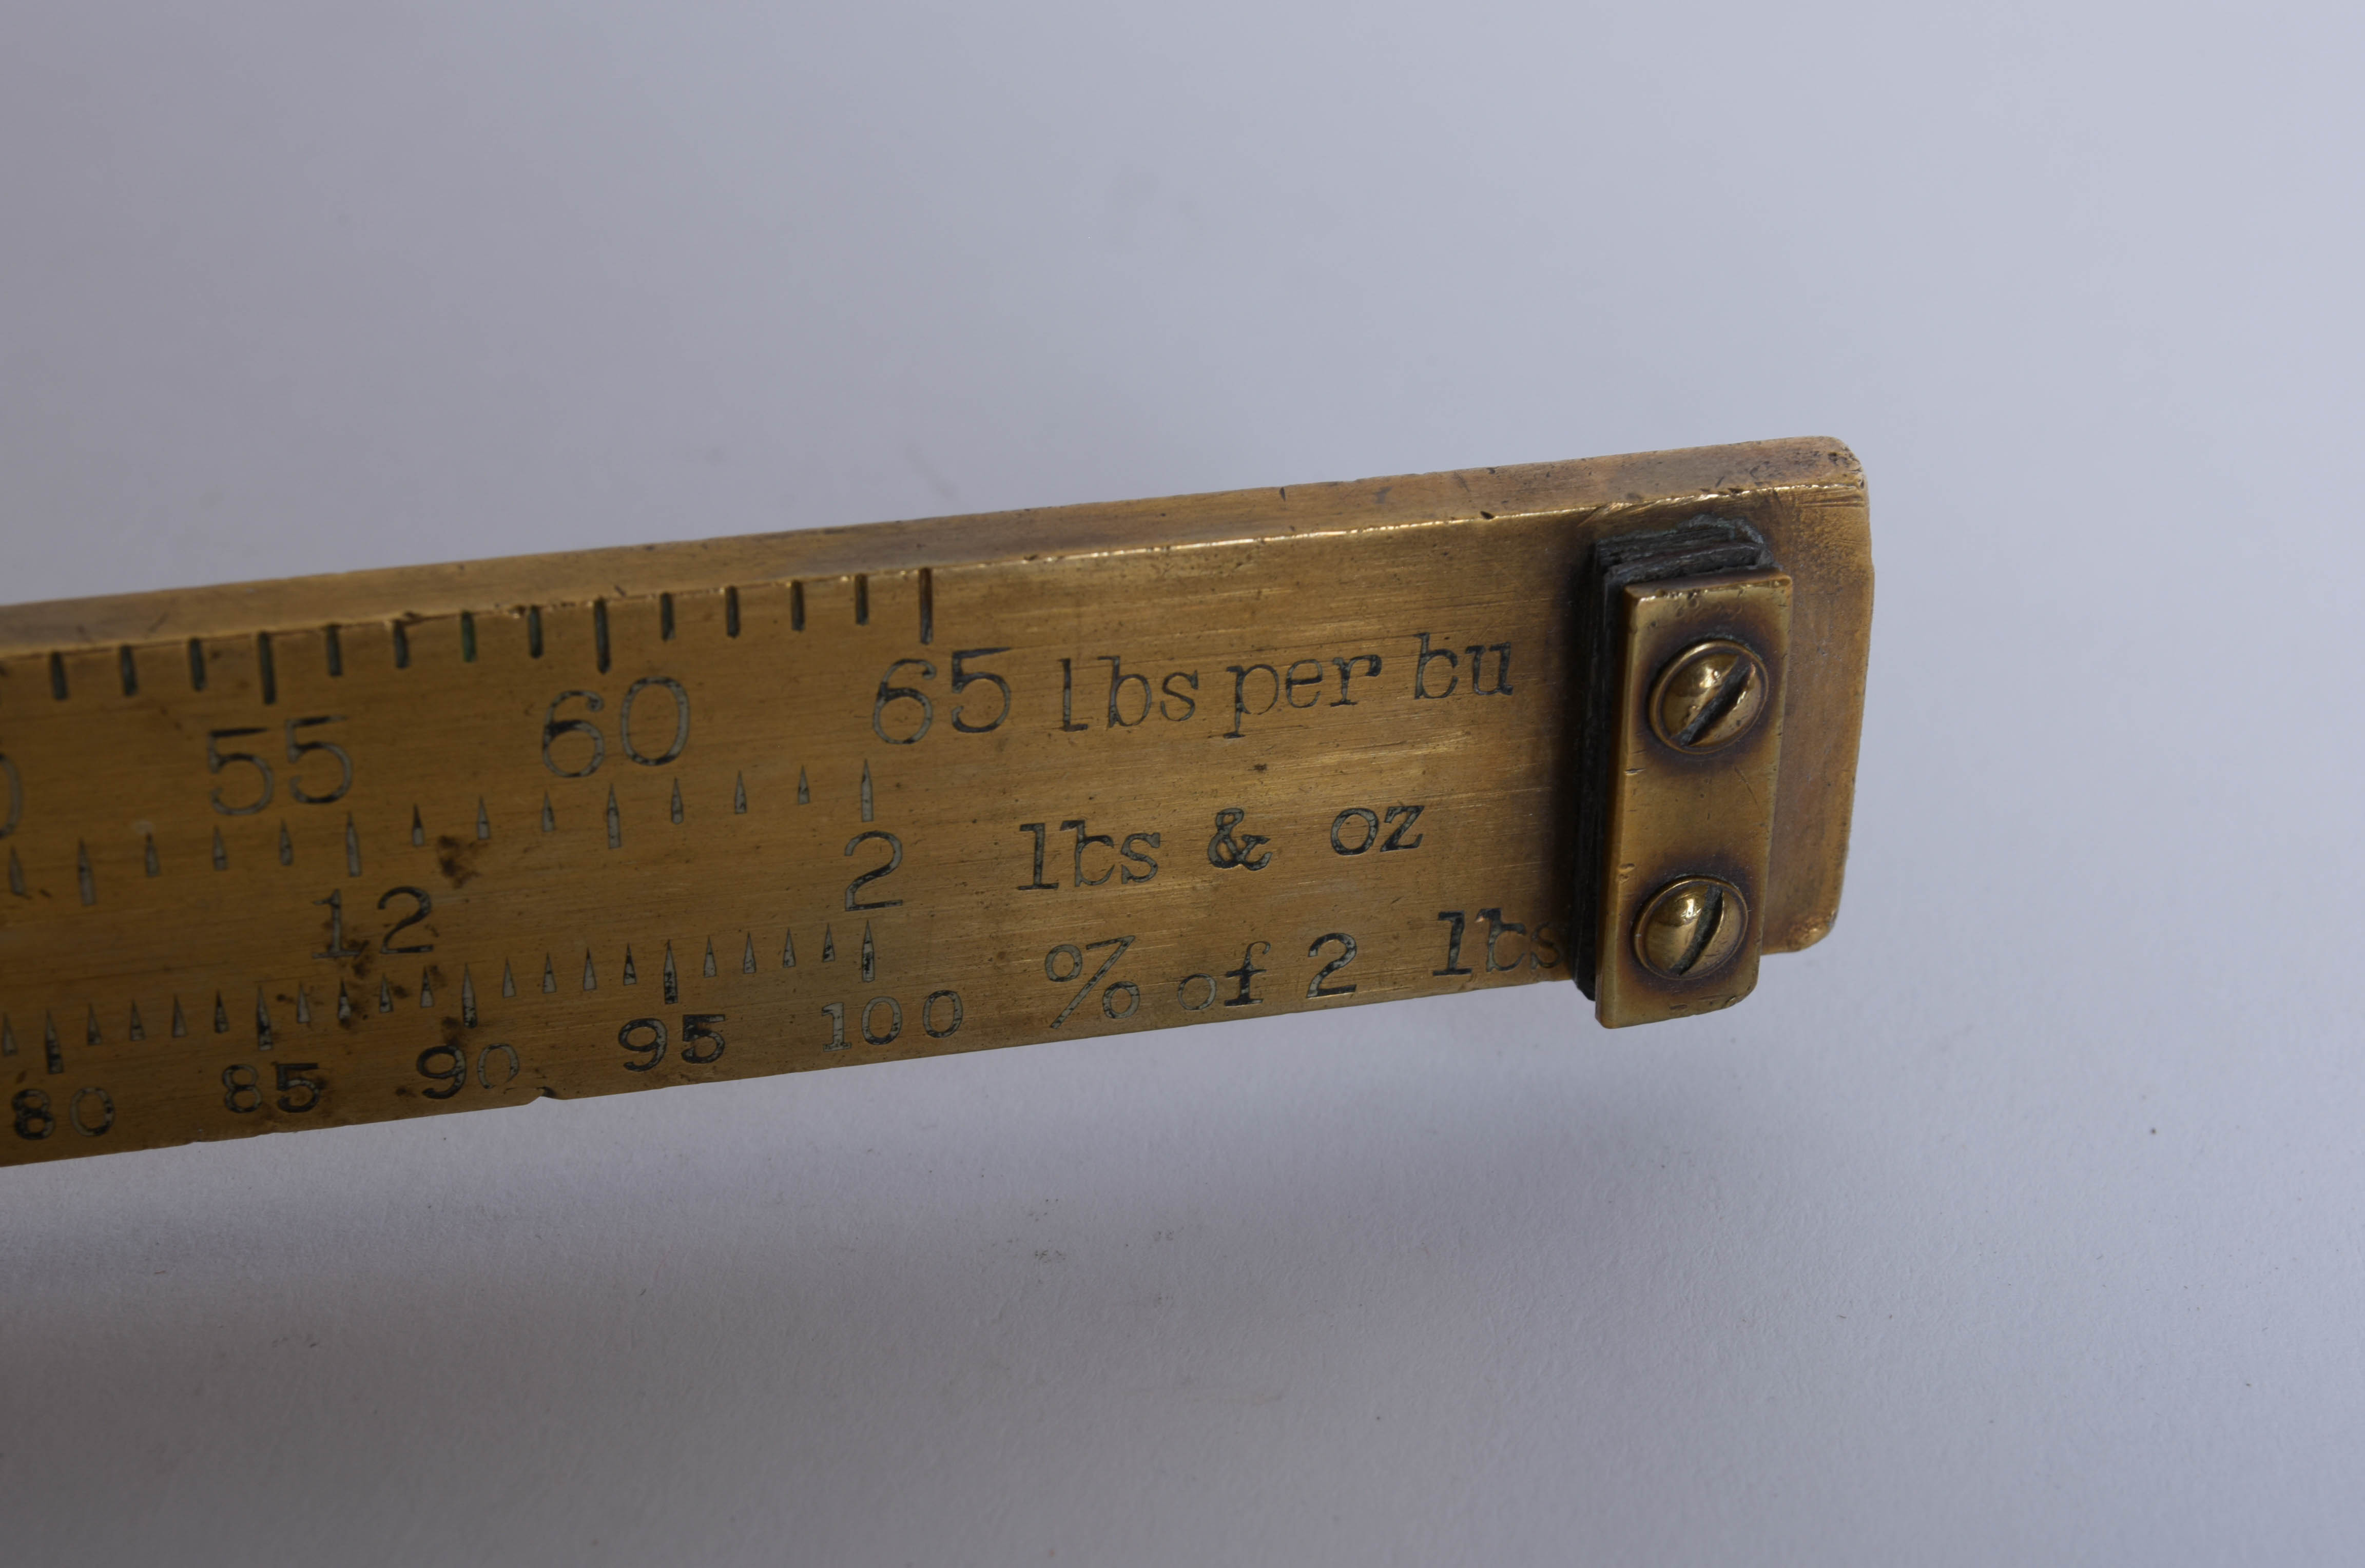 55 60 65 lbs per bu
12 2 lbs & oz
80 85 90 95 100 % of 2 lbs